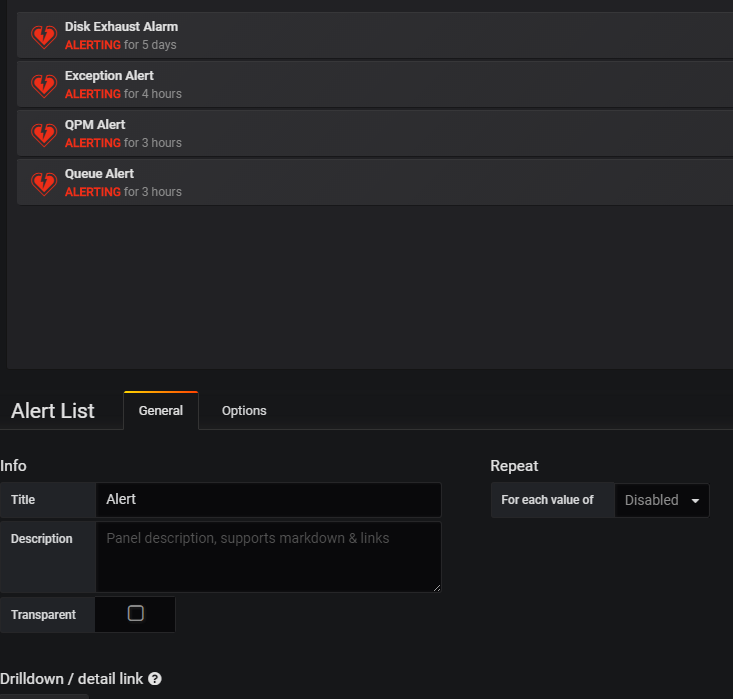 Disk Exhaust Alarm
ALERTING for 5 days
Exception Alert
ALERTING for 4 hours
QPM Alert
ALERTING for 3 hours
Queue Alert
ALERTING for 3 hours
Alert List
General
Options
Info
Repeat
Title
Alert
For each value of
Disabled
Description
Panel description, supports markdown & links
Transparent
Drilldown / detail link ?